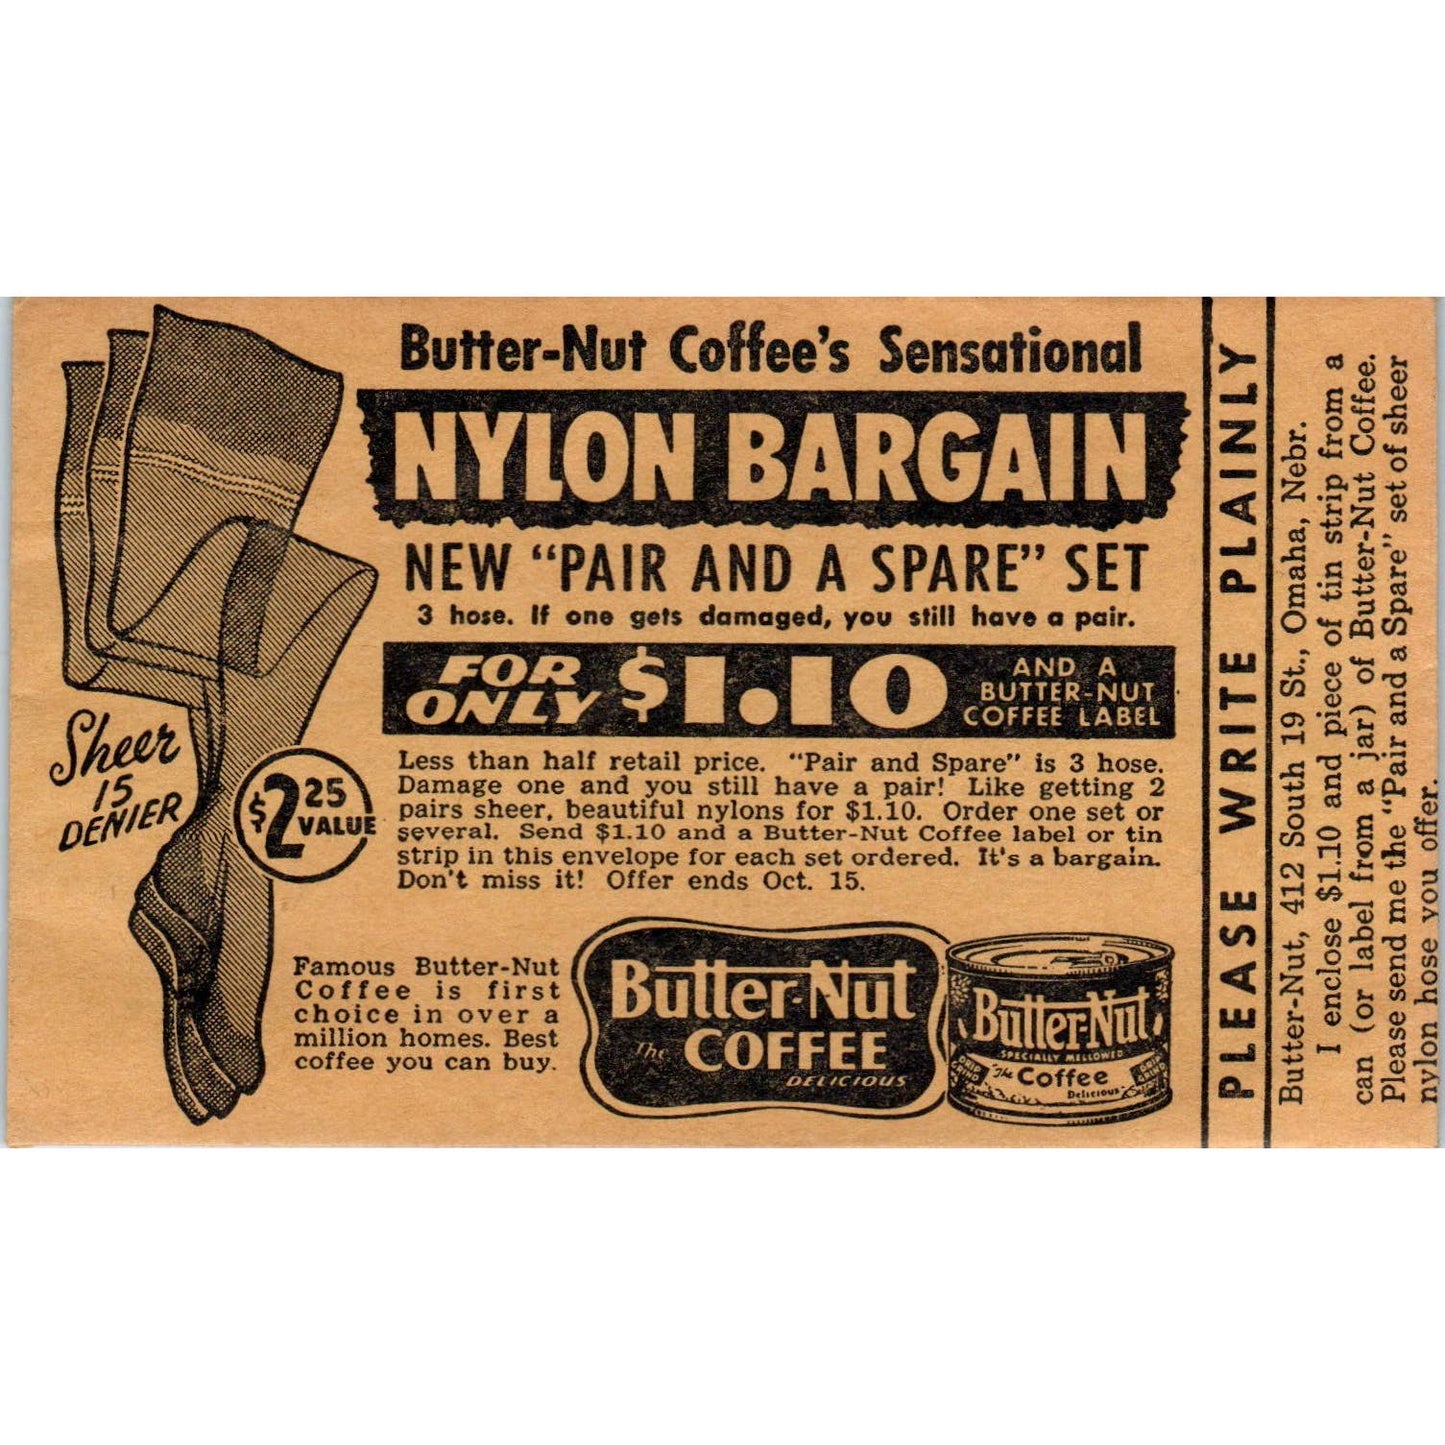 Butter-Nut Coffee's Sensational
NYLON BARGAIN
NEW "PAIR AND A SPARE" SET
3 hose. If one gets damaged, you still have a pair.
FOR
ONLY
$1.10
AND A
BUTTER-NUT
COFFEE LABEL
Sheer
15
DENIER
$2 25
VALUE
Less than half retail price. "Pair and Spare" is 3 hose.
Damage one and you still have a pair! Like getting 2
pairs sheer, beautiful nylons for $1.10. Order one set or
several. Send $1.10 and a Butter-Nut Coffee label or tin
strip in this envelope for each set ordered. It's a bargain.
Don't miss it! Offer ends Oct. 15.
Famous Butter-Nut
Coffee is first
choice in over a
million homes. Best
coffee you can buy.
Butter-Nut
The COFFEE
DELICIOUS
Butter-Nut
SPECIALLY MELLOWED
The Coffee
Delicious
DRIP
GRIND
PLEASE WRITE PLAINLY
Butter-Nut, 412 South 19 St., Omaha, Nebr.
I enclose $1.10 and piece of tin strip from a
can (or label from a jar) of Butter-Nut Coffee.
Please send me the "Pair and a Spare" set of sheer
nylon hose you offer.